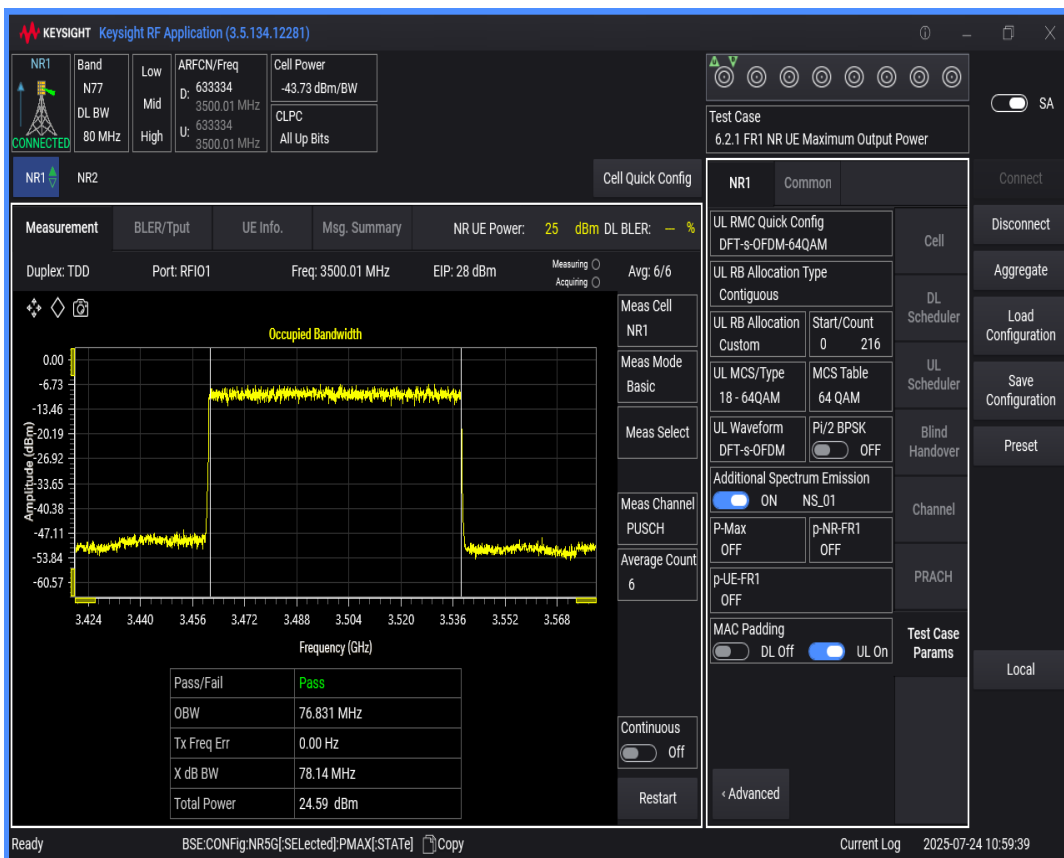 KEYSIGHT Keysight RF Application (3.5.134.12281)
NR1
CONNECTED
Band
N77
DL BW
80 MHz
Low
Mid
High
ARFCN/Freq
D: 633334
3500.01 MHz
U: 633334
3500.01 MHz
Cell Power
-43.73 dBm/BW
CLPC
All Up Bits
Test Case
6.2.1 FR1 NR UE Maximum Output Power
SA
NR1 NR2
Cell Quick Config
Measurement BLER/Tput UE Info. Msg. Summary NR UE Power: 25 dBm DL BLER: — %
Duplex: TDD Port: RFIO1 Freq: 3500.01 MHz EIP: 28 dBm Measuring Acquiring Avg: 6/6
Occupied Bandwidth
Amplitude (dBm)
0.00
-6.73
-13.46
-20.19
-26.92
-33.65
-40.38
-47.11
-53.84
-60.57
3.424 3.440 3.456 3.472 3.488 3.504 3.520 3.536 3.552 3.568
Frequency (GHz)
Pass/Fail Pass
OBW 76.831 MHz
Tx Freq Err 0.00 Hz
X dB BW 78.14 MHz
Total Power 24.59 dBm
Meas Cell
NR1
Meas Mode
Basic
Meas Select
Meas Channel
PUSCH
Average Count
6
Continuous
Off
Restart
NR1 Common
UL RMC Quick Config
DFT-s-OFDM-64QAM
UL RB Allocation Type
Contiguous
UL RB Allocation
Custom
Start/Count
0 216
UL MCS/Type
18 - 64QAM
MCS Table
64 QAM
UL Waveform
DFT-s-OFDM
Pi/2 BPSK
OFF
Additional Spectrum Emission
ON NS_01
P-Max
OFF
p-NR-FR1
OFF
p-UE-FR1
OFF
MAC Padding
DL Off UL On
‹ Advanced
Cell
DL
Scheduler
UL
Scheduler
Blind
Handover
Channel
PRACH
Test Case
Params
Connect
Disconnect
Aggregate
Load
Configuration
Save
Configuration
Preset
Local
Ready BSE:CONFig:NR5G[:SELected]:PMAX[:STATe] Copy Current Log 2025-07-24 10:59:39